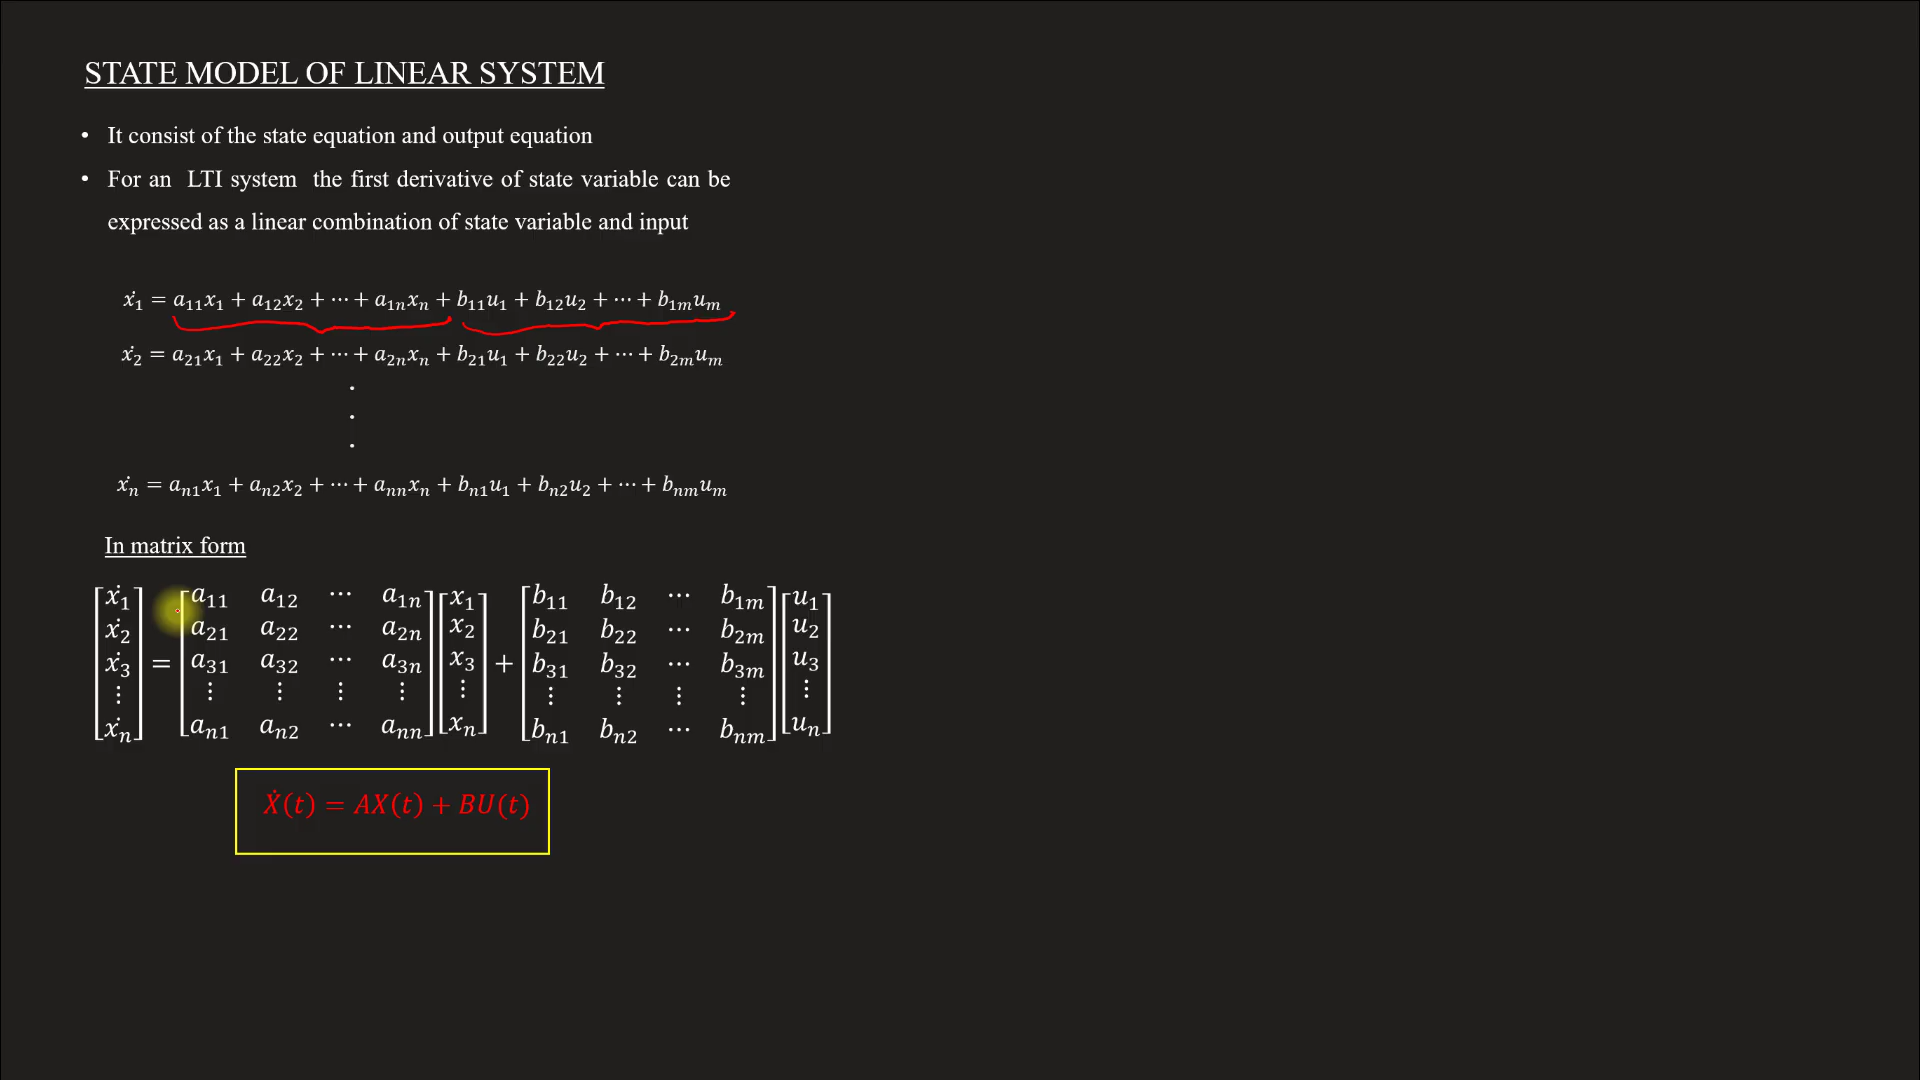 STATE MODEL OF LINEAR SYSTEM
• It consist of the state equation and output equation
• For an LTI system the first derivative of state variable can be
expressed as a linear combination of state variable and input
ẋ₁ = a₁₁x₁ + a₁₂x₂ + ⋯ + a₁ₙxₙ + b₁₁u₁ + b₁₂u₂ + ⋯ + b₁ₘuₘ
ẋ₂ = a₂₁x₁ + a₂₂x₂ + ⋯ + a₂ₙxₙ + b₂₁u₁ + b₂₂u₂ + ⋯ + b₂ₘuₘ
.
.
.
ẋₙ = aₙ₁x₁ + aₙ₂x₂ + ⋯ + aₙₙxₙ + bₙ₁u₁ + bₙ₂u₂ + ⋯ + bₙₘuₘ
In matrix form
[ẋ₁] [a₁₁ a₁₂ ⋯ a₁ₙ] [x₁] [b₁₁ b₁₂ ⋯ b₁ₘ] [u₁]
[ẋ₂] [a₂₁ a₂₂ ⋯ a₂ₙ] [x₂] [b₂₁ b₂₂ ⋯ b₂ₘ] [u₂]
[ẋ₃] = [a₃₁ a₃₂ ⋯ a₃ₙ] [x₃] + [b₃₁ b₃₂ ⋯ b₃ₘ] [u₃]
[⋮] [⋮ ⋮ ⋮ ⋮] [⋮] [⋮ ⋮ ⋮ ⋮] [⋮]
[ẋₙ] [aₙ₁ aₙ₂ ⋯ aₙₙ] [xₙ] [bₙ₁ bₙ₂ ⋯ bₙₘ] [uₙ]
Ẋ(t) = AX(t) + BU(t)